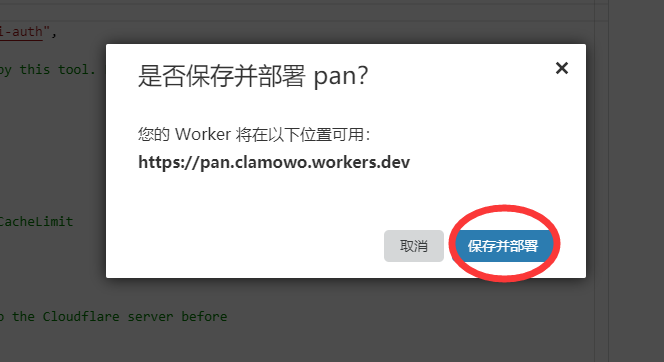 i-auth",
by this tool.
是否保存并部署 pan?
×
您的 Worker 将在以下位置可用：
https://pan.clamowo.workers.dev
CacheLimit
取消
保存并部署
o the Cloudflare server before